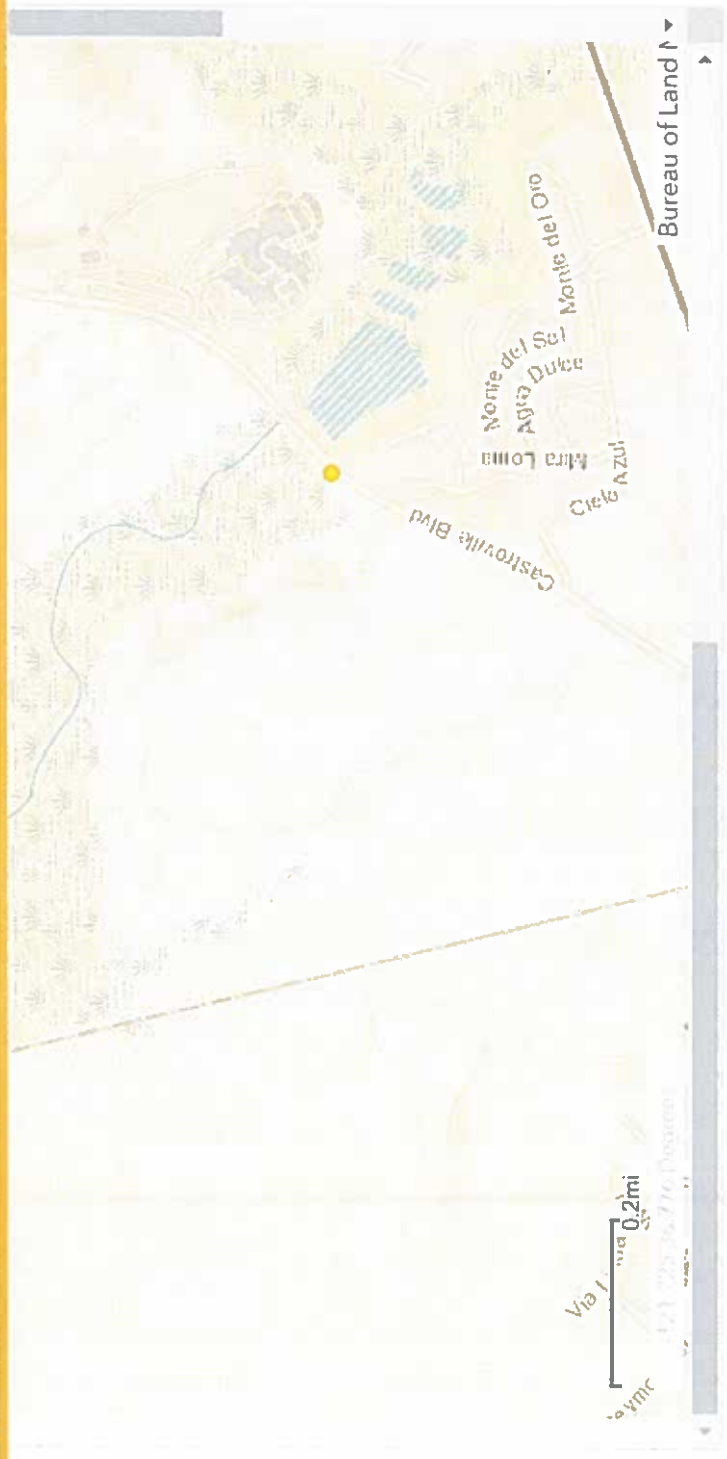 Monte del Oro
Monte del Sol
Agua Dulce
Mira Loma
Cielo Azul
Castroville Blvd
Via
0.2mi
Bureau of Land